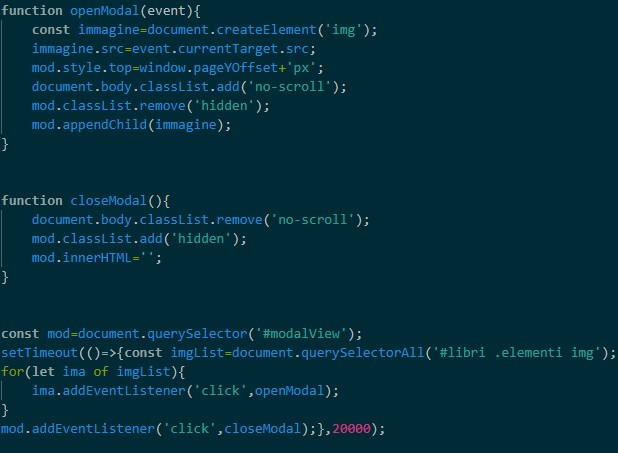 function openModal(event){
    const immagine=document.createElement('img');
    immagine.src=event.currentTarget.src;
    mod.style.top=window.pageYOffset+'px';
    document.body.classList.add('no-scroll');
    mod.classList.remove('hidden');
    mod.appendChild(immagine);
}
function closeModal(){
    document.body.classList.remove('no-scroll');
    mod.classList.add('hidden');
    mod.innerHTML='';
}
const mod=document.querySelector('#modalView');
setTimeout(()=>{const imgList=document.querySelectorAll('#libri .elementi img');
for(let ima of imgList){
    ima.addEventListener('click',openModal);
}
mod.addEventListener('click',closeModal);},20000);